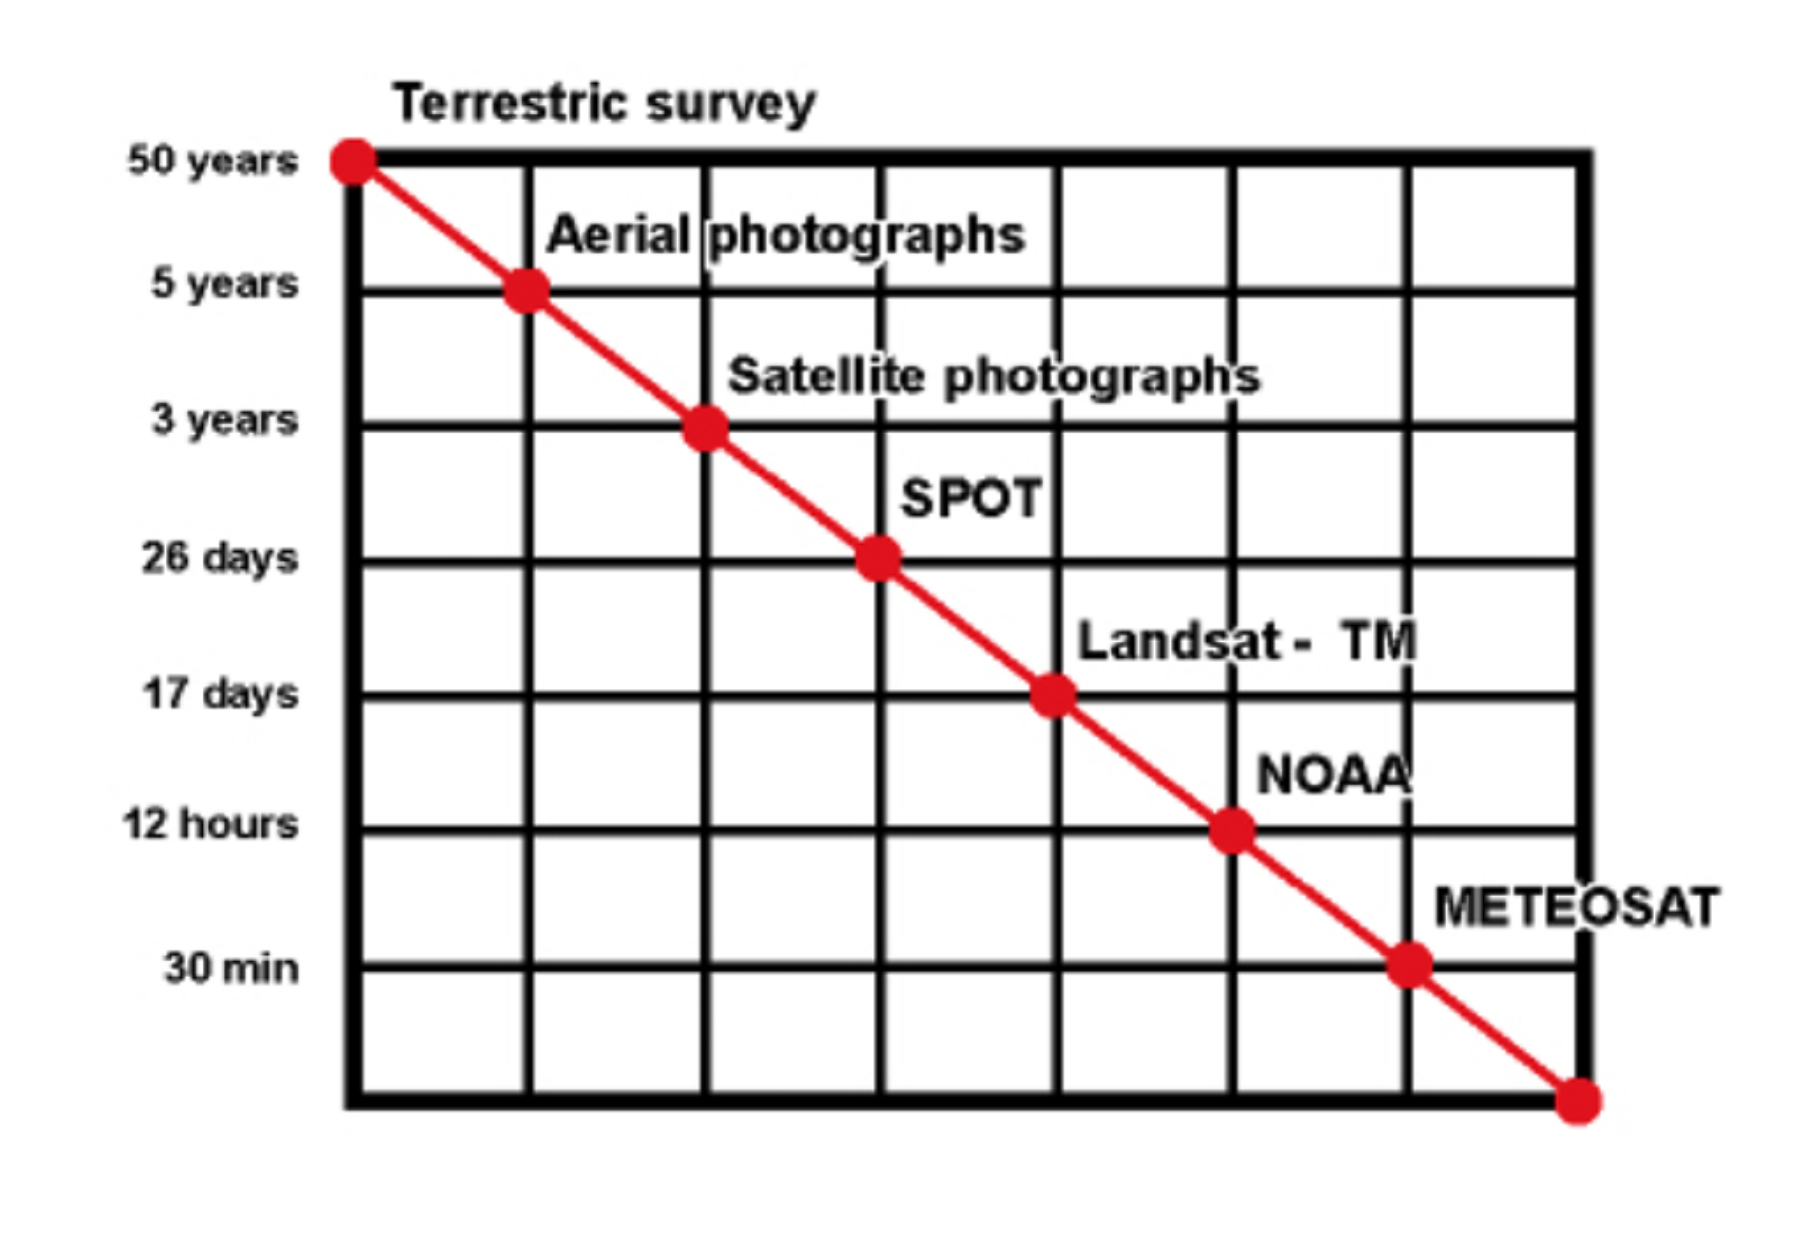 Terrestric survey
50 years
Aerial photographs
5 years
Satellite photographs
3 years
SPOT
26 days
Landsat - TM
17 days
NOAA
12 hours
METEOSAT
30 min